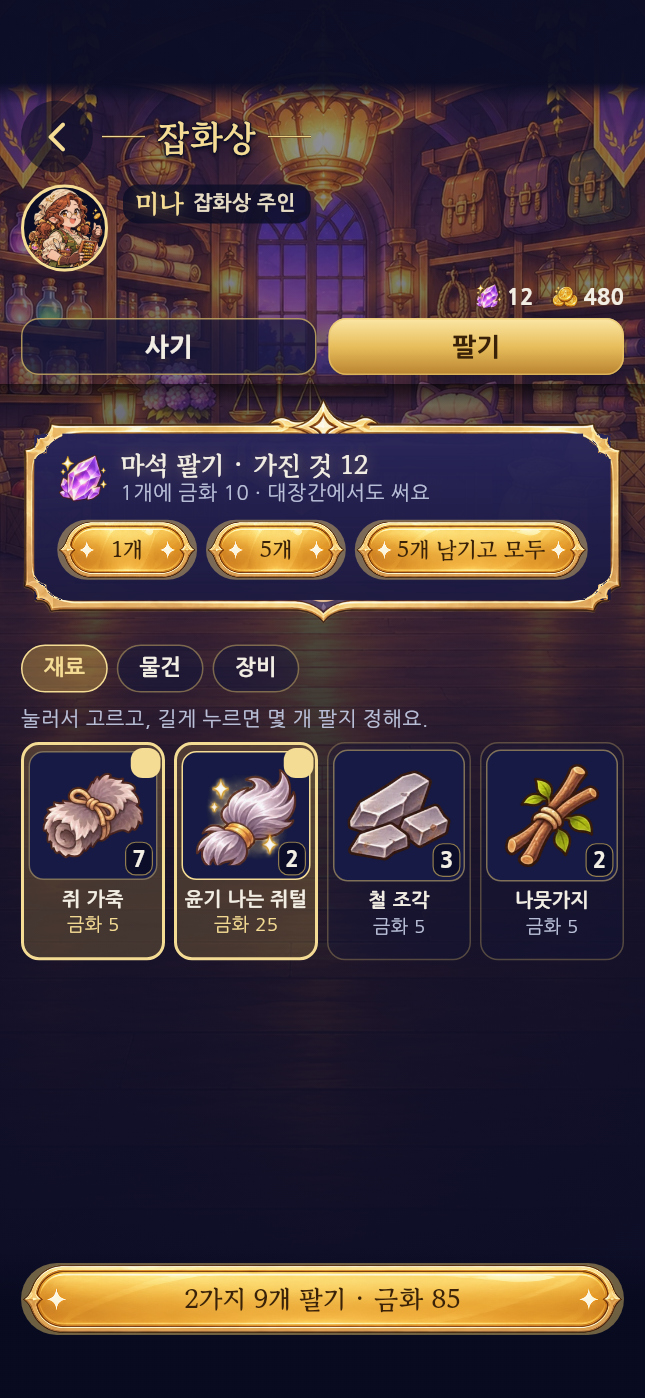 잡화상
미나 잡화상 주인
12 480
사기 팔기
마석 팔기 · 가진 것 12
1개에 금화 10 · 대장간에서도 써요
1개 5개 5개 남기고 모두
재료 물건 장비
눌러서 고르고, 길게 누르면 몇 개 팔지 정해요.
7 2 3 2
쥐 가죽 윤기 나는 쥐털 철 조각 나뭇가지
금화 5 금화 25 금화 5 금화 5
2가지 9개 팔기 · 금화 85